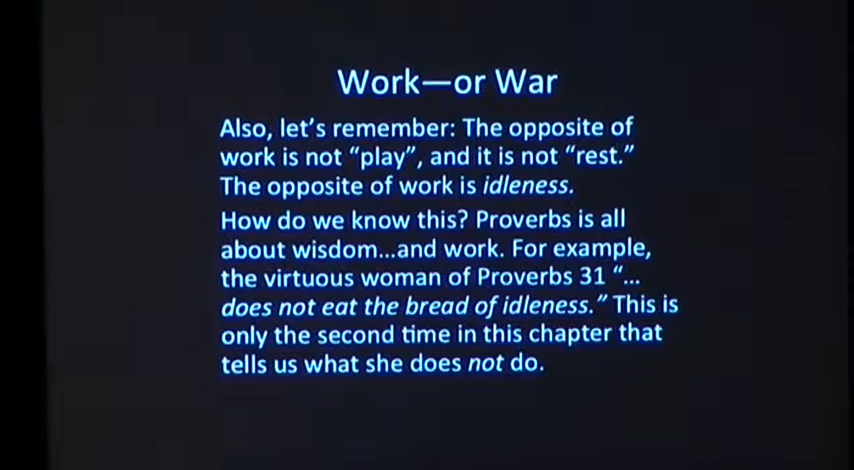 Work—or War
Also, let’s remember: The opposite of
work is not “play”, and it is not “rest.”
The opposite of work is idleness.
How do we know this? Proverbs is all
about wisdom...and work. For example,
the virtuous woman of Proverbs 31 “...
does not eat the bread of idleness.” This is
only the second time in this chapter that
tells us what she does not do.